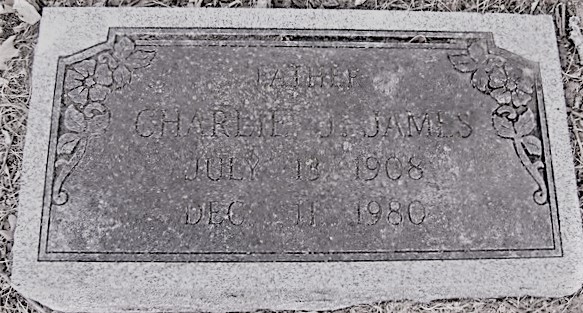 FATHER
CHARLIE J. JAMES
JULY 13 1908
DEC. 11 1980